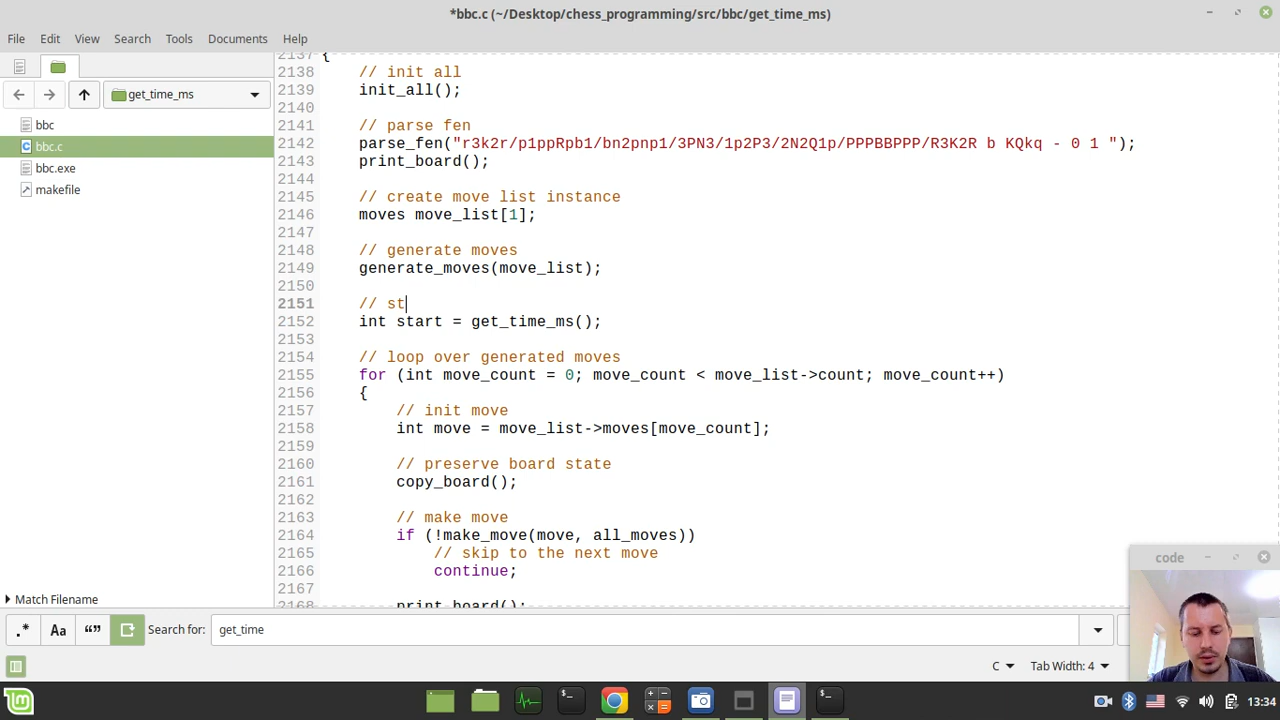 *bbc.c (~/Desktop/chess_programming/src/bbc/get_time_ms)
File Edit View Search Tools Documents Help
get_time_ms
bbc
bbc.c
bbc.exe
makefile
Match Filename
2137 {
2138 // init all
2139 init_all();
2140
2141 // parse fen
2142 parse_fen("r3k2r/p1ppRpb1/bn2pnp1/3PN3/1p2P3/2N2Q1p/PPPBBPPP/R3K2R b KQkq - 0 1 ");
2143 print_board();
2144
2145 // create move list instance
2146 moves move_list[1];
2147
2148 // generate moves
2149 generate_moves(move_list);
2150
2151 // st
2152 int start = get_time_ms();
2153
2154 // loop over generated moves
2155 for (int move_count = 0; move_count < move_list->count; move_count++)
2156 {
2157 // init move
2158 int move = move_list->moves[move_count];
2159
2160 // preserve board state
2161 copy_board();
2162
2163 // make move
2164 if (!make_move(move, all_moves))
2165 // skip to the next move
2166 continue;
2167
2168 print_board();
code
.* Aa “” Search for: get_time
C Tab Width: 4
13:34